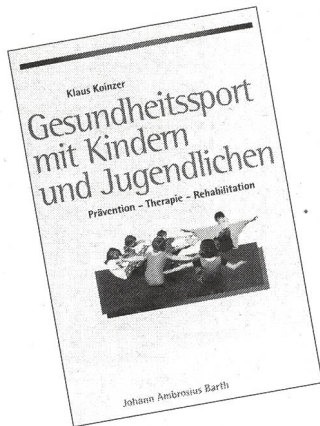 Klaus Koinzer
Gesundheitssport
mit Kindern
und Jugendlichen
Prävention – Therapie – Rehabilitation
Johann Ambrosius Barth